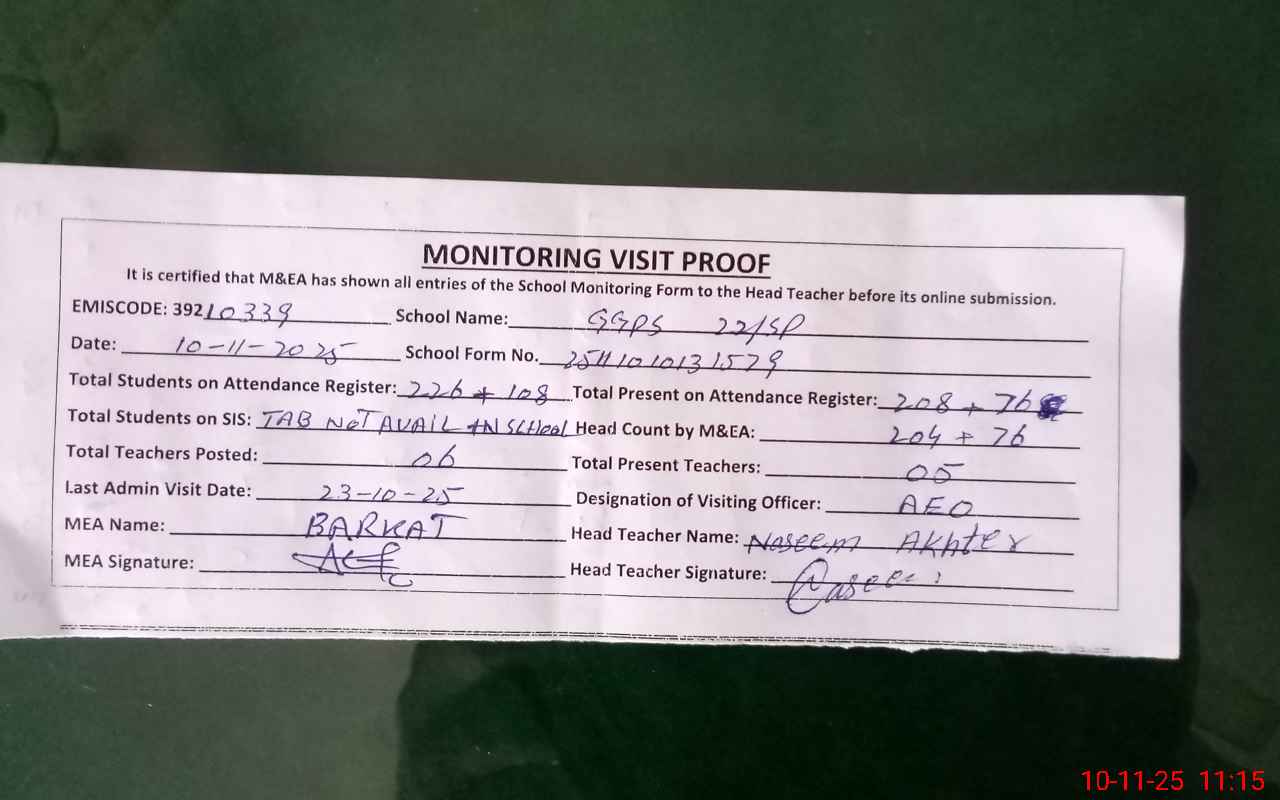 MONITORING VISIT PROOF
It is certified that M&EA has shown all entries of the School Monitoring Form to the Head Teacher before its online submission.
EMISCODE: 39210339 School Name: GGPS 22/SP
Date: 10-11-2025 School Form No. 2511101013 1579
Total Students on Attendance Register: 226 + 108 Total Present on Attendance Register: 208 + 76
Total Students on SIS: TAB NOT AVAIL IN SCHOOL Head Count by M&EA: 204 + 76
Total Teachers Posted: 06 Total Present Teachers: 05
Last Admin Visit Date: 23-10-25 Designation of Visiting Officer: AEO
MEA Name: BARKAT Head Teacher Name: Naseem Akhter
MEA Signature: Head Teacher Signature:
10-11-25 11:15